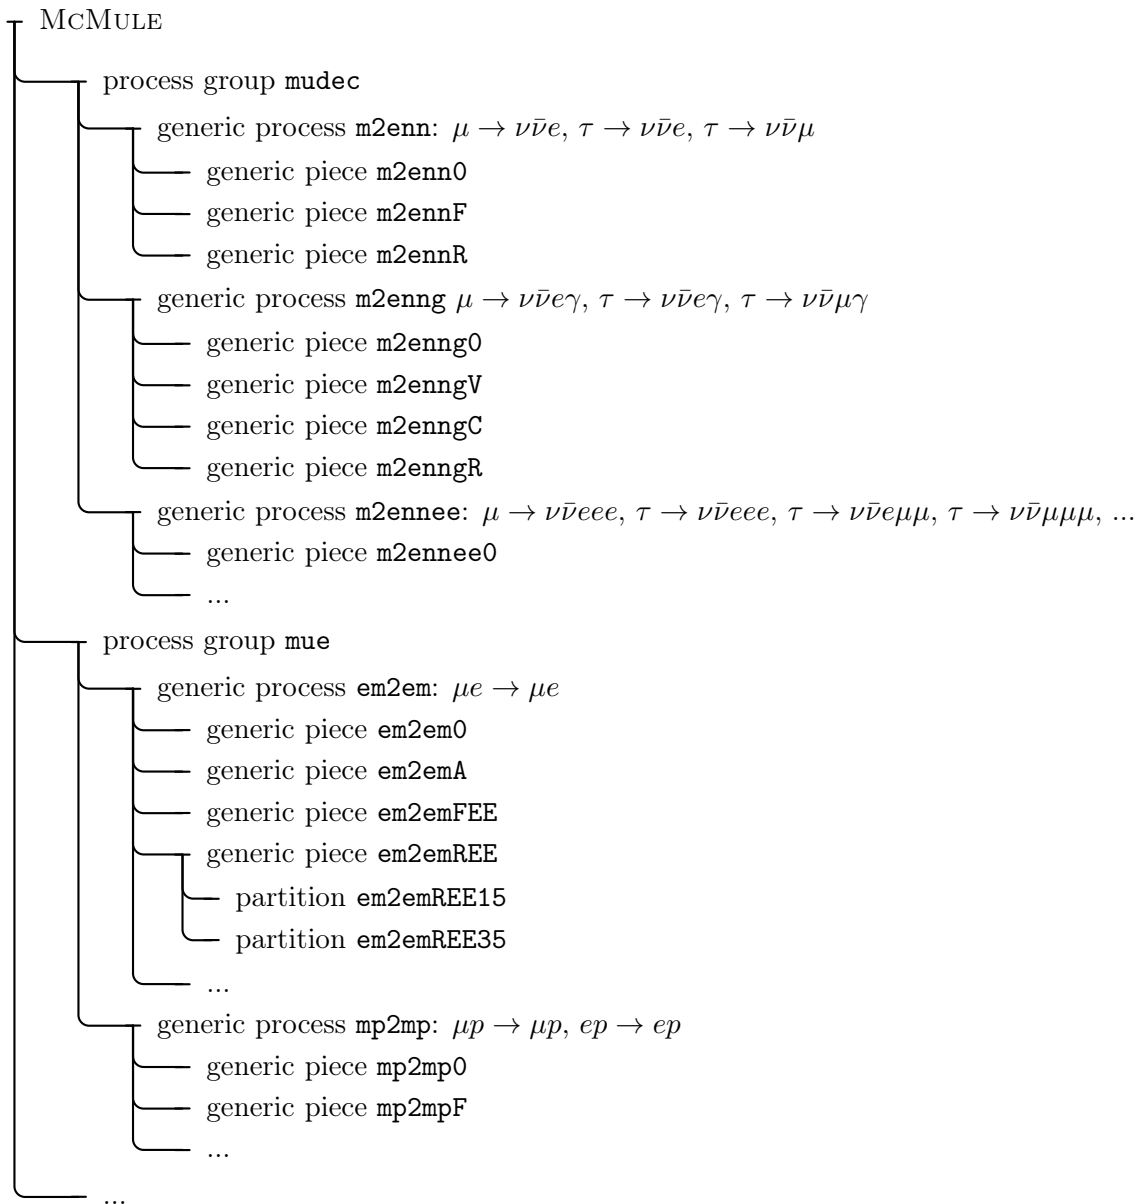 McMule
process group mudec
generic process m2enn: μ → νν̄e, τ → νν̄e, τ → νν̄μ
generic piece m2enn0
generic piece m2ennF
generic piece m2ennR
generic process m2enng μ → νν̄eγ, τ → νν̄eγ, τ → νν̄μγ
generic piece m2enng0
generic piece m2enngV
generic piece m2enngC
generic piece m2enngR
generic process m2ennee: μ → νν̄eee, τ → νν̄eee, τ → νν̄eμμ, τ → νν̄μμμ, ...
generic piece m2ennee0
...
process group mue
generic process em2em: μe → μe
generic piece em2em0
generic piece em2emA
generic piece em2emFEE
generic piece em2emREE
partition em2emREE15
partition em2emREE35
...
generic process mp2mp: μp → μp, ep → ep
generic piece mp2mp0
generic piece mp2mpF
...
...